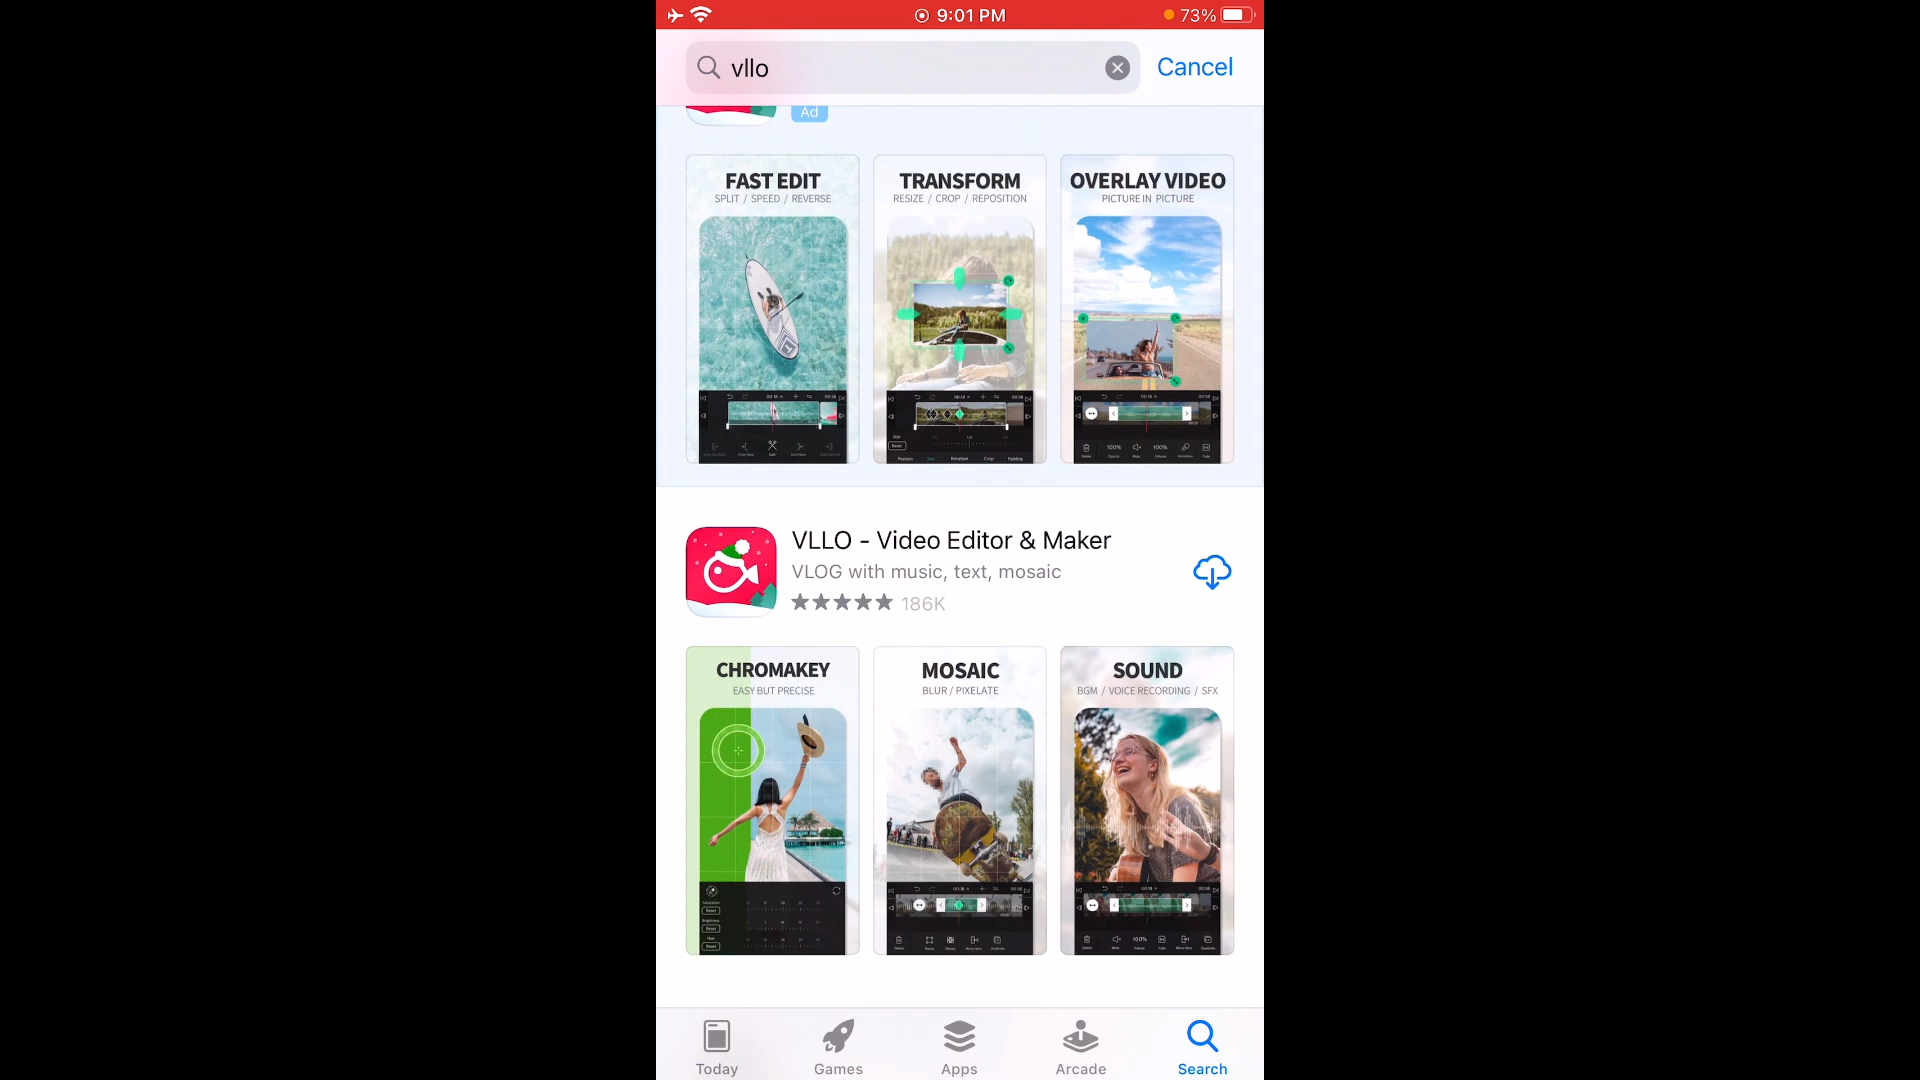 9:01 PM
73%
vllo
Cancel
Ad
FAST EDIT
SPLIT / SPEED / REVERSE
TRANSFORM
RESIZE / CROP / REPOSITION
OVERLAY VIDEO
PICTURE IN PICTURE
VLLO - Video Editor & Maker
VLOG with music, text, mosaic
186K
CHROMAKEY
EASY BUT PRECISE
MOSAIC
BLUR / PIXELATE
SOUND
BGM / VOICE RECORDING / SFX
Today
Games
Apps
Arcade
Search